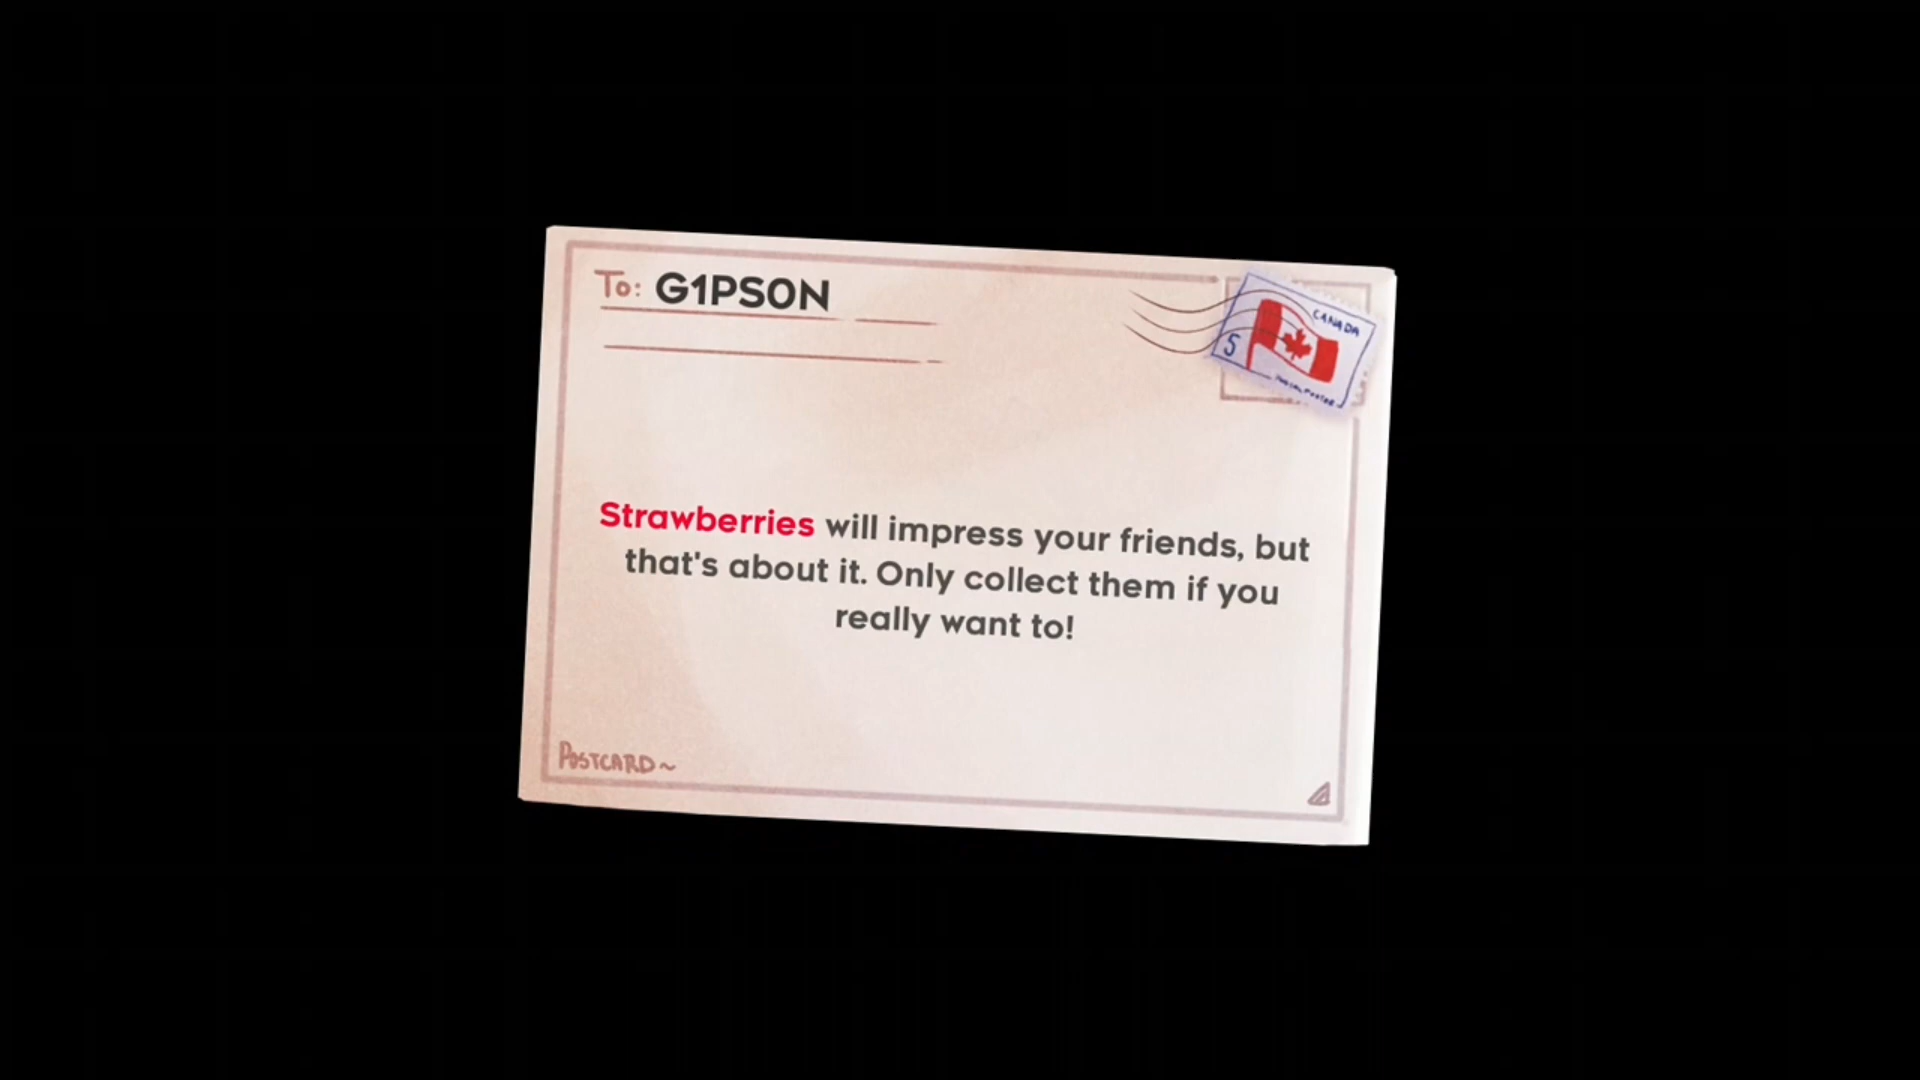 To: G1PS0N
CANADA
5
Strawberries will impress your friends, but
that's about it. Only collect them if you
really want to!
POSTCARD~